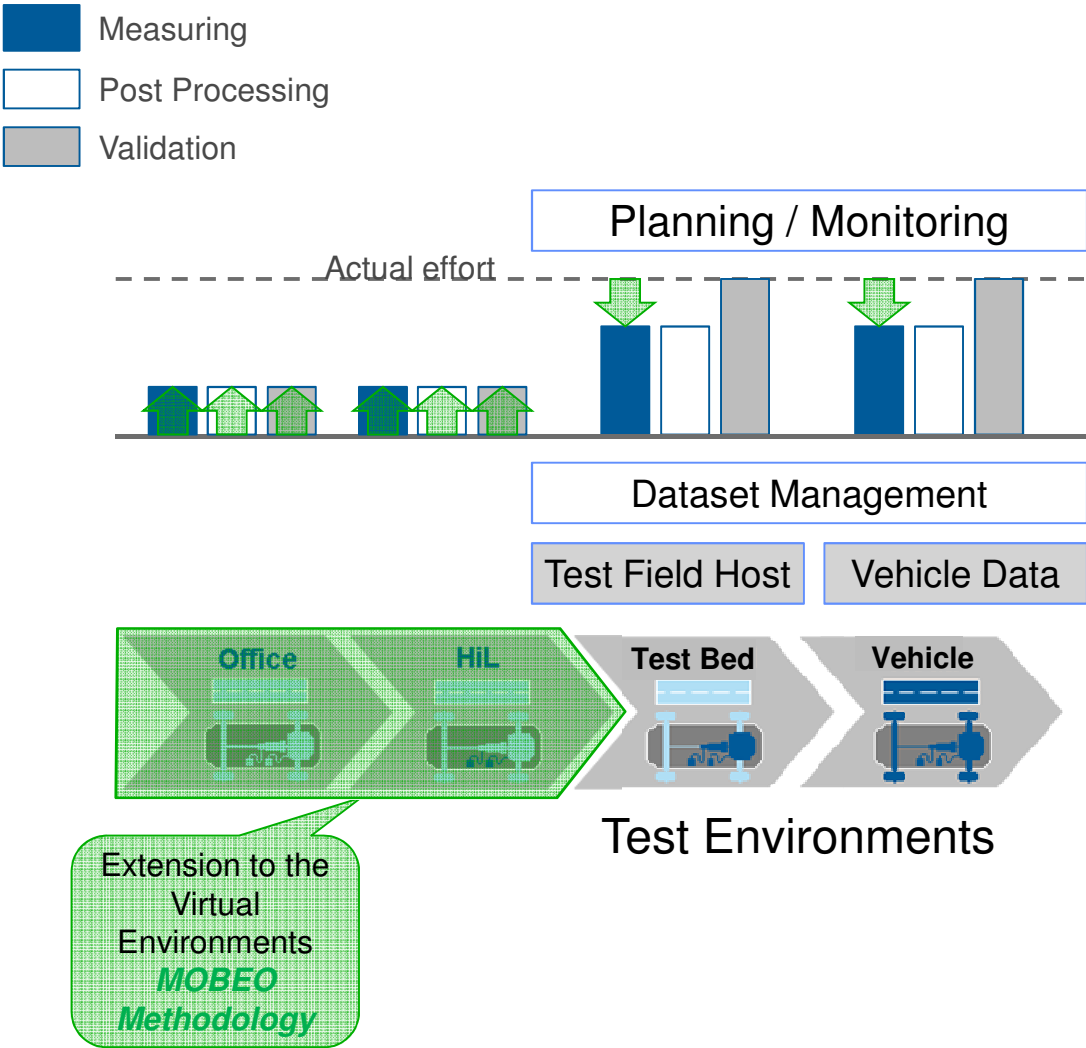 Measuring
Post Processing
Validation
Planning / Monitoring
Actual effort
Dataset Management
Test Field Host
Vehicle Data
Office
HiL
Test Bed
Vehicle
Test Environments
Extension to the
Virtual
Environments
MOBEO
Methodology